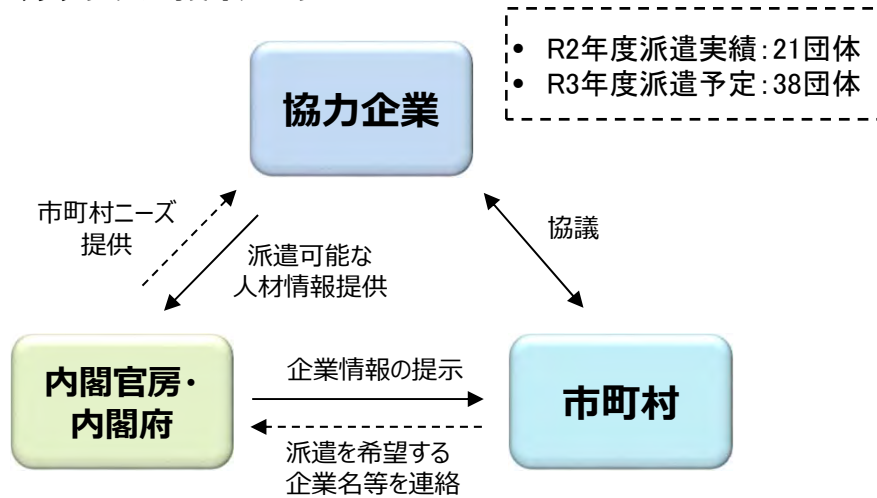 • R2年度派遣実績：21団体
• R3年度派遣予定：38団体
協力企業
市町村ニーズ
提供
派遣可能な
人材情報提供
協議
内閣官房・
内閣府
企業情報の提示
市町村
派遣を希望する
企業名等を連絡